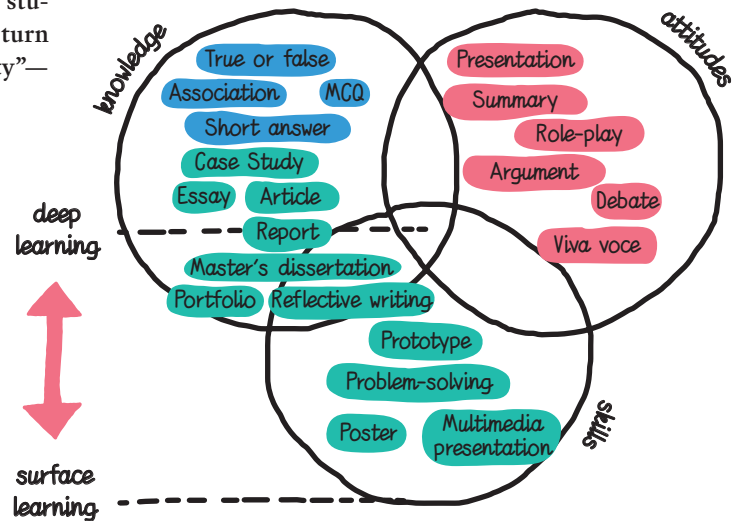 stu-
turn
y”—
knowledge
attitudes
True or false
Association
MCQ
Short answer
Case Study
Essay
Article
Report
Master's dissertation
Portfolio
Reflective writing
Presentation
Summary
Role-play
Argument
Debate
Viva voce
deep
learning
Prototype
Problem-solving
Poster
Multimedia
presentation
skills
surface
learning